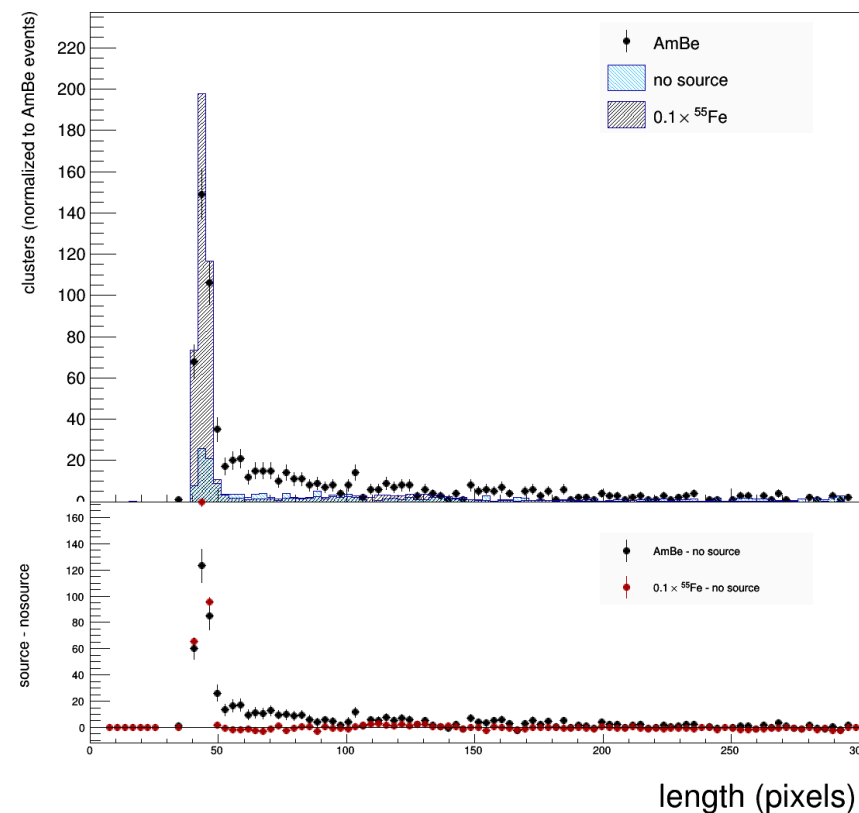 clusters (normalized to AmBe events)
220
200
180
160
140
120
100
80
60
40
20
0
AmBe
no source
0.1× ⁵⁵Fe
source - nosource
160
140
120
100
80
60
40
20
0
AmBe - no source
0.1× ⁵⁵Fe - no source
0 50 100 150 200 250 30
length (pixels)